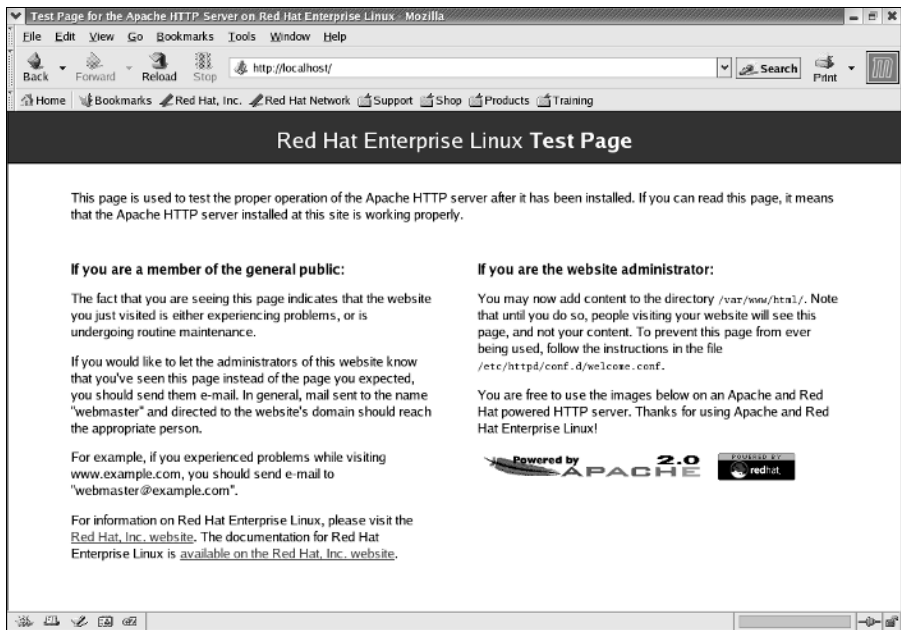 Test Page for the Apache HTTP Server on Red Hat Enterprise Linux - Mozilla
File Edit View Go Bookmarks Tools Window Help
Back Forward Reload Stop http://localhost/ Search Print
Home Bookmarks Red Hat, Inc. Red Hat Network Support Shop Products Training
Red Hat Enterprise Linux Test Page
This page is used to test the proper operation of the Apache HTTP server after it has been installed. If you can read this page, it means
that the Apache HTTP server installed at this site is working properly.
If you are a member of the general public:
The fact that you are seeing this page indicates that the website
you just visited is either experiencing problems, or is
undergoing routine maintenance.
If you would like to let the administrators of this website know
that you've seen this page instead of the page you expected,
you should send them e-mail. In general, mail sent to the name
"webmaster" and directed to the website's domain should reach
the appropriate person.
For example, if you experienced problems while visiting
www.example.com, you should send e-mail to
"webmaster@example.com".
For information on Red Hat Enterprise Linux, please visit the
Red Hat, Inc. website. The documentation for Red Hat
Enterprise Linux is available on the Red Hat, Inc. website.
If you are the website administrator:
You may now add content to the directory /var/www/html/. Note
that until you do so, people visiting your website will see this
page, and not your content. To prevent this page from ever
being used, follow the instructions in the file
/etc/httpd/conf.d/welcome.conf.
You are free to use the images below on an Apache and Red
Hat powered HTTP server. Thanks for using Apache and Red
Hat Enterprise Linux!
Powered by APACHE 2.0
POWERED BY redhat.